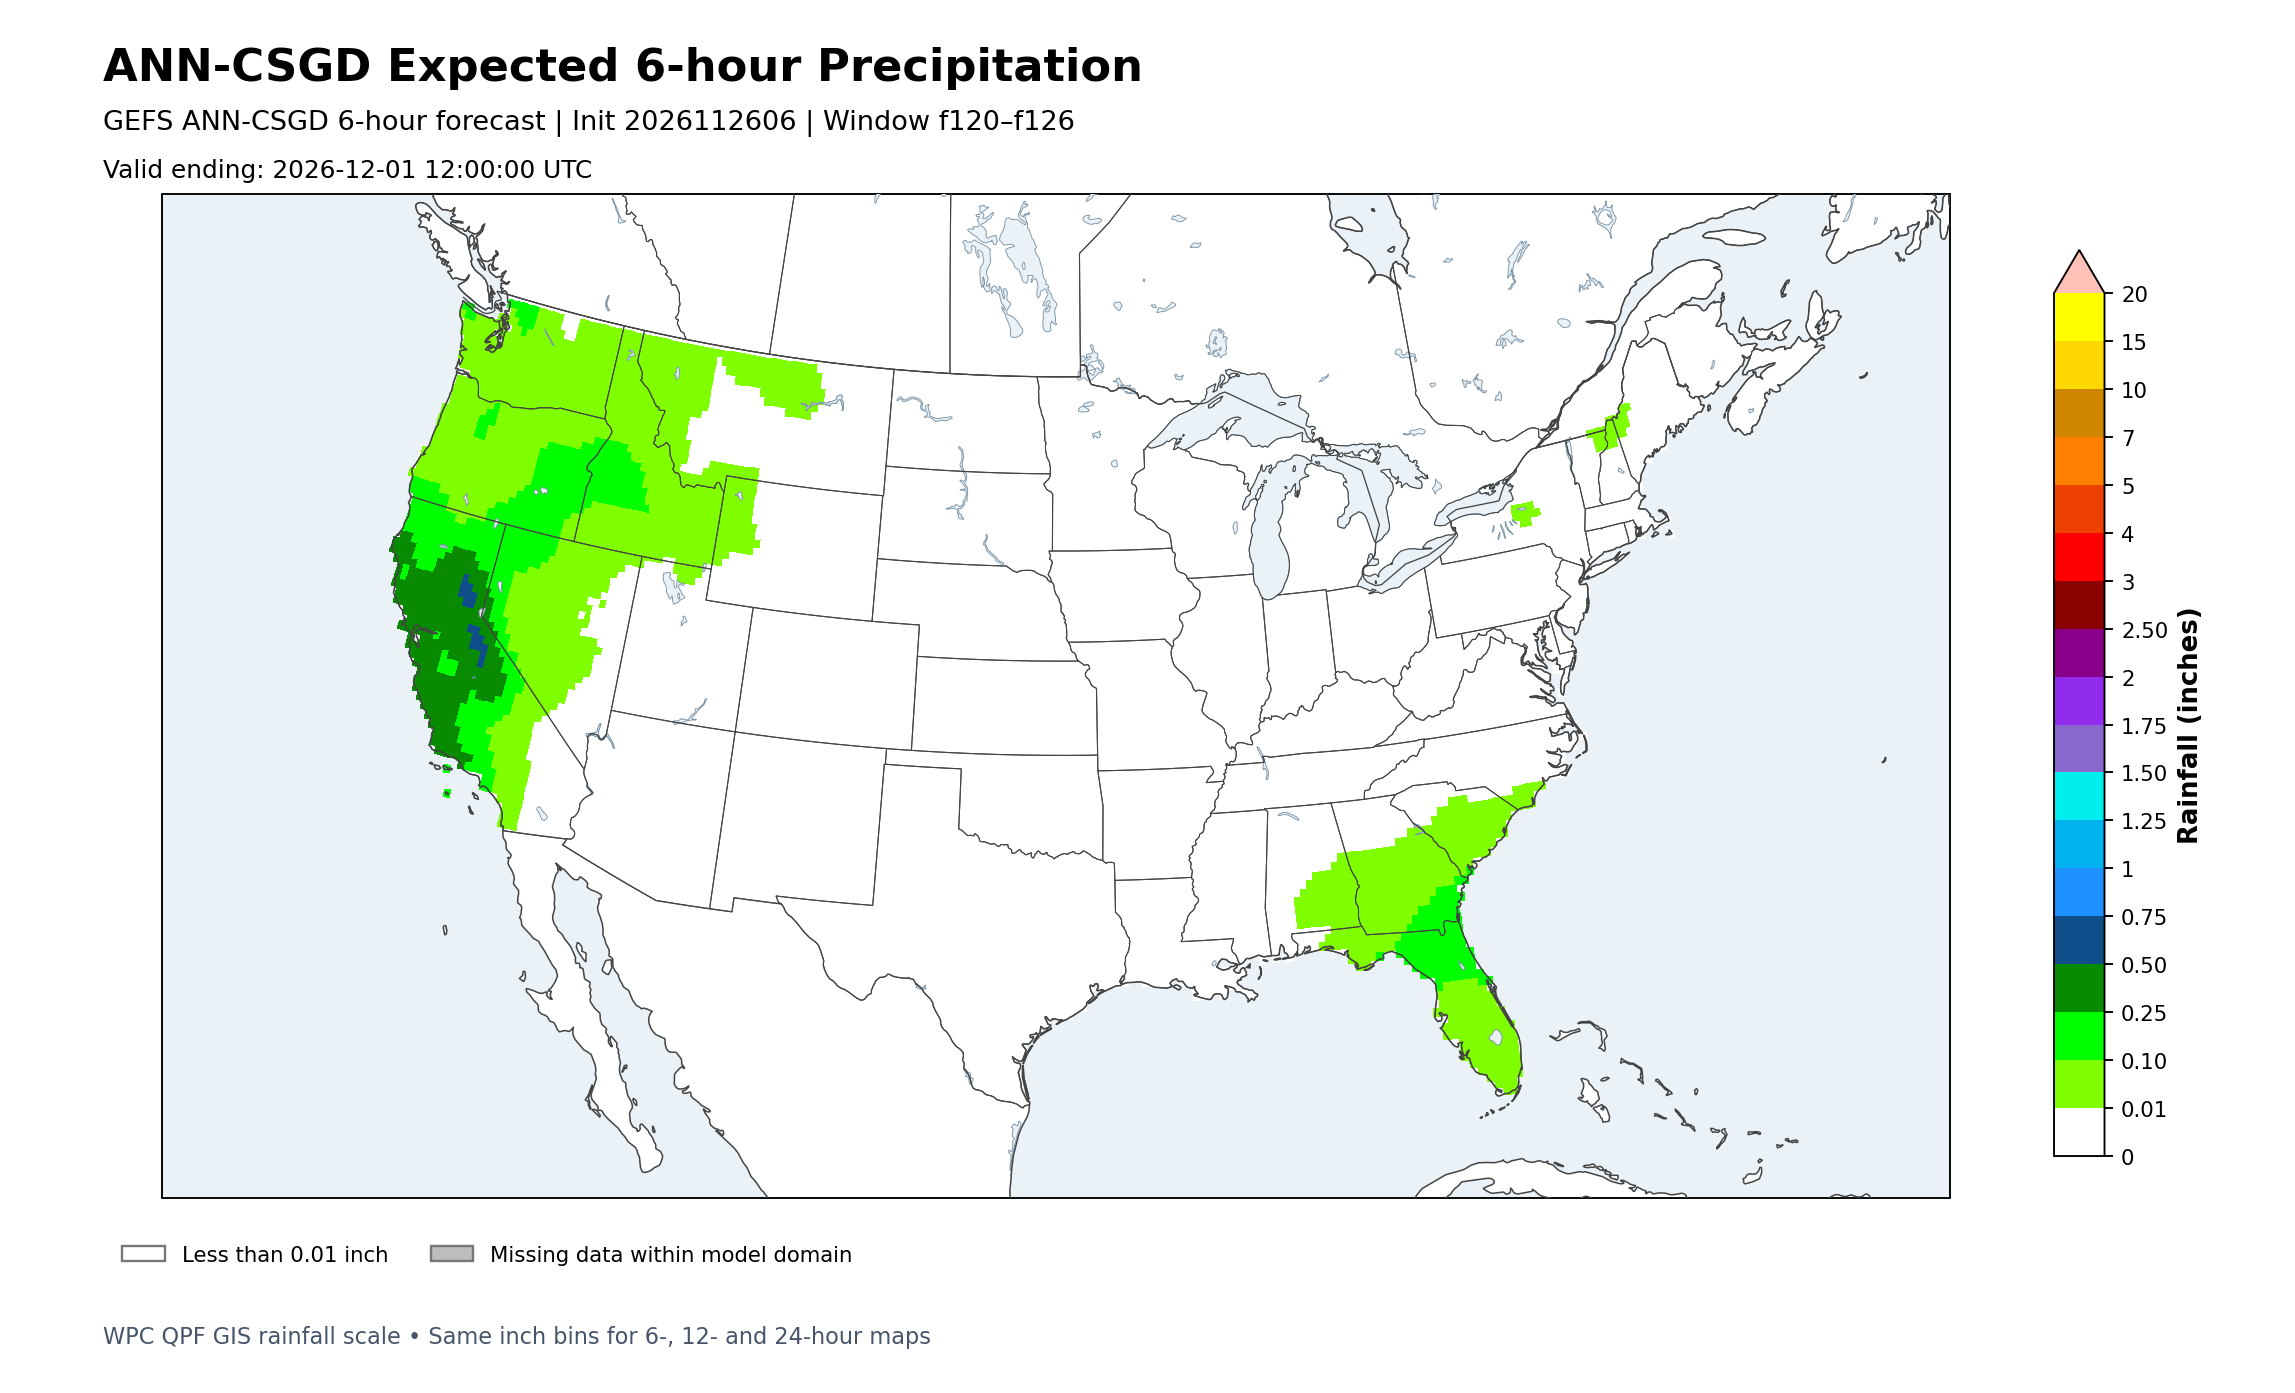 ANN-CSGD Expected 6-hour Precipitation
GEFS ANN-CSGD 6-hour forecast | Init 2026112606 | Window f120–f126
Valid ending: 2026-12-01 12:00:00 UTC
20
15
10
7
5
4
3
2.50
2
1.75
1.50
1.25
1
0.75
0.50
0.25
0.10
0.01
0
Rainfall (inches)
Less than 0.01 inch
Missing data within model domain
WPC QPF GIS rainfall scale • Same inch bins for 6-, 12- and 24-hour maps